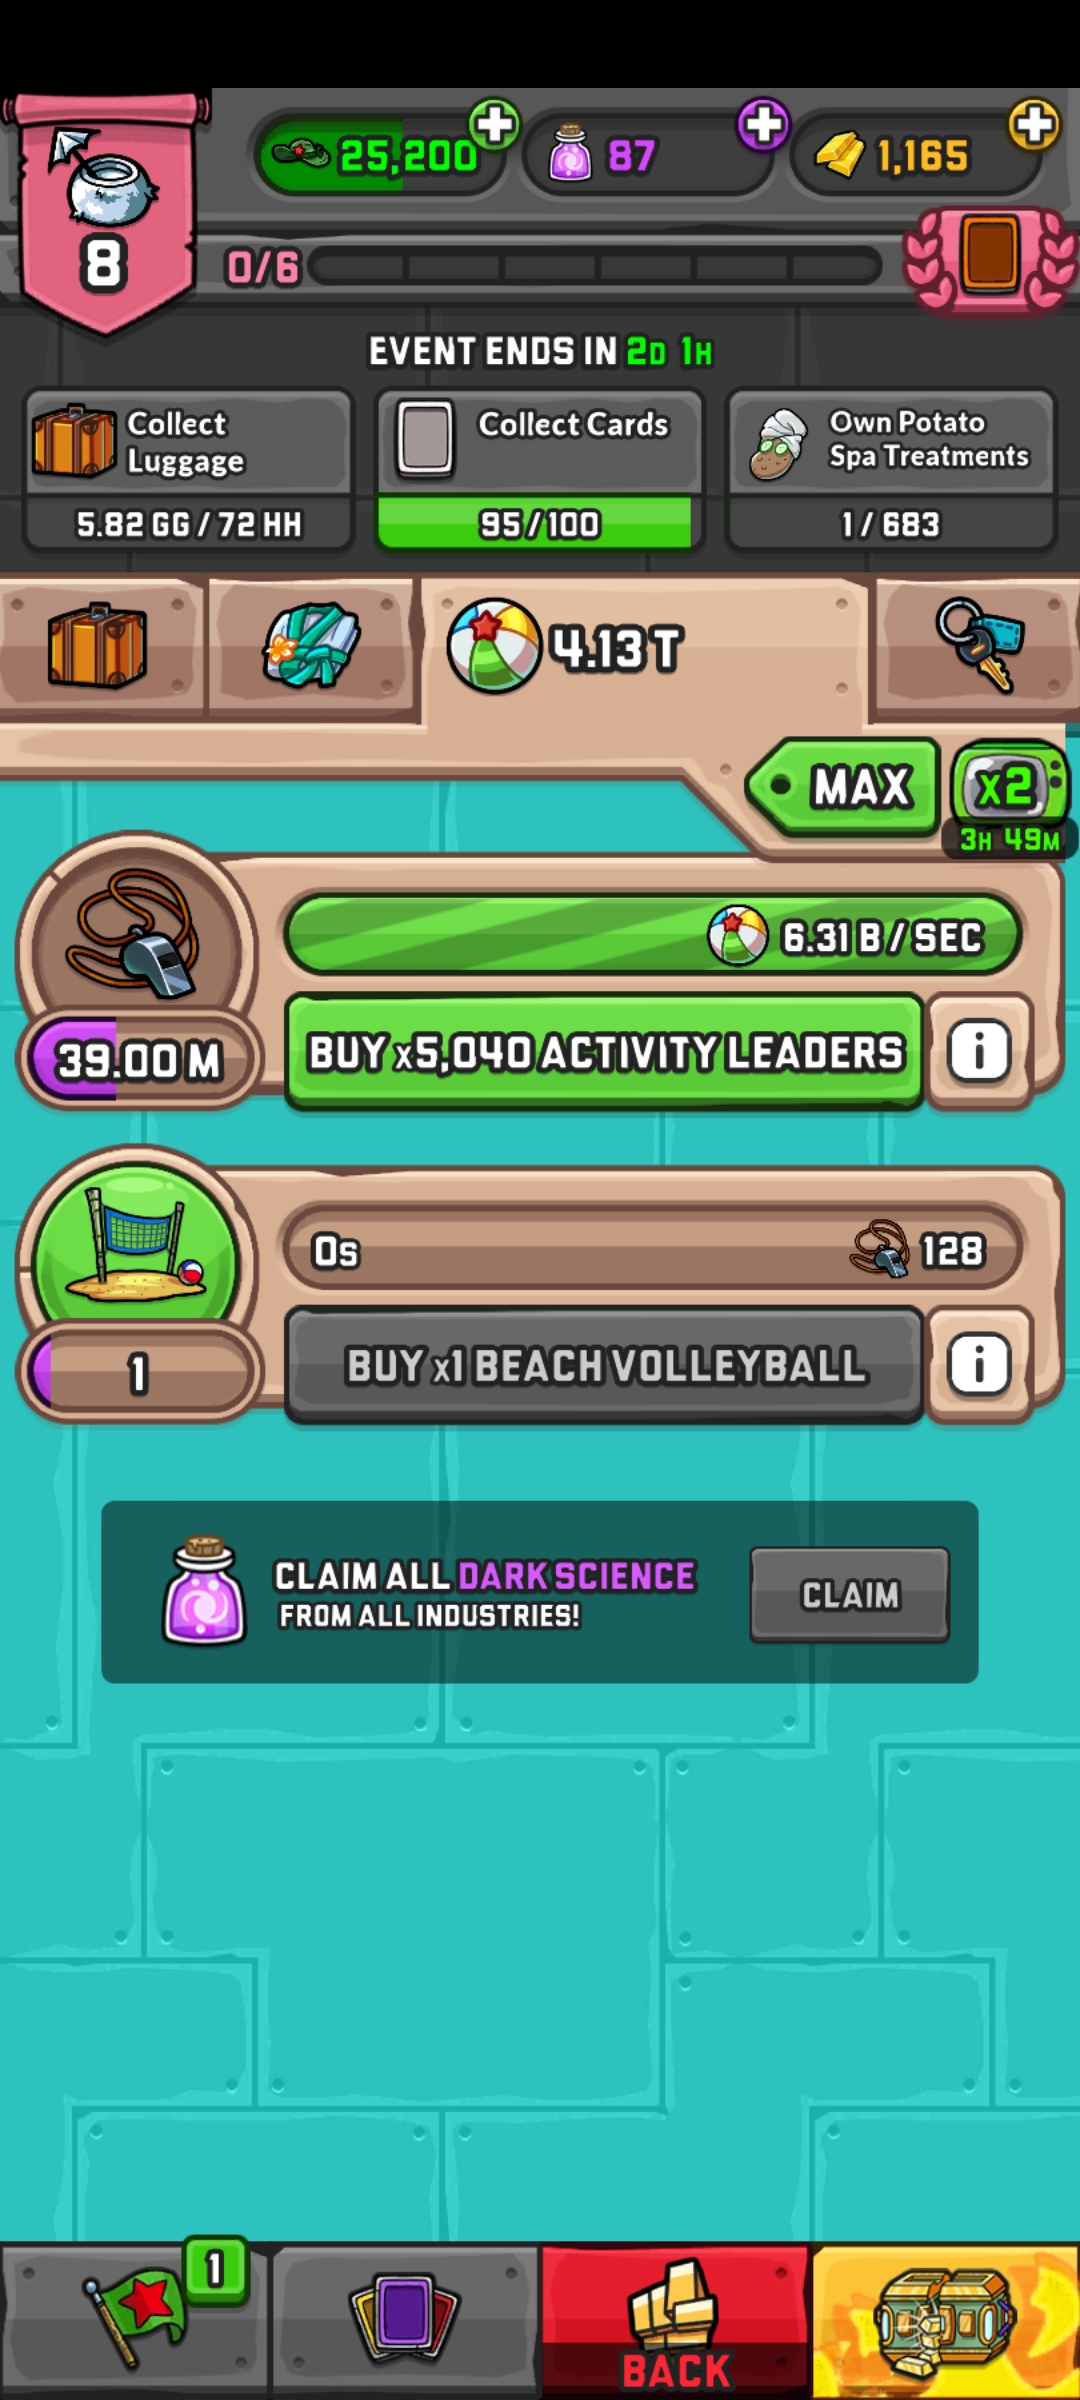 25,200
87
1,165
8
0/6
EVENT ENDS IN 2D 1H
Collect
Luggage
5.82 GG / 72 HH
Collect Cards
95/100
Own Potato
Spa Treatments
1 / 683
4.13 T
MAX
x2
3H 49M
6.31 B / SEC
39.00 M
BUY x5,040 ACTIVITY LEADERS
i
0s
128
1
BUY x1 BEACH VOLLEYBALL
i
CLAIM ALL DARK SCIENCE
FROM ALL INDUSTRIES!
CLAIM
1
BACK